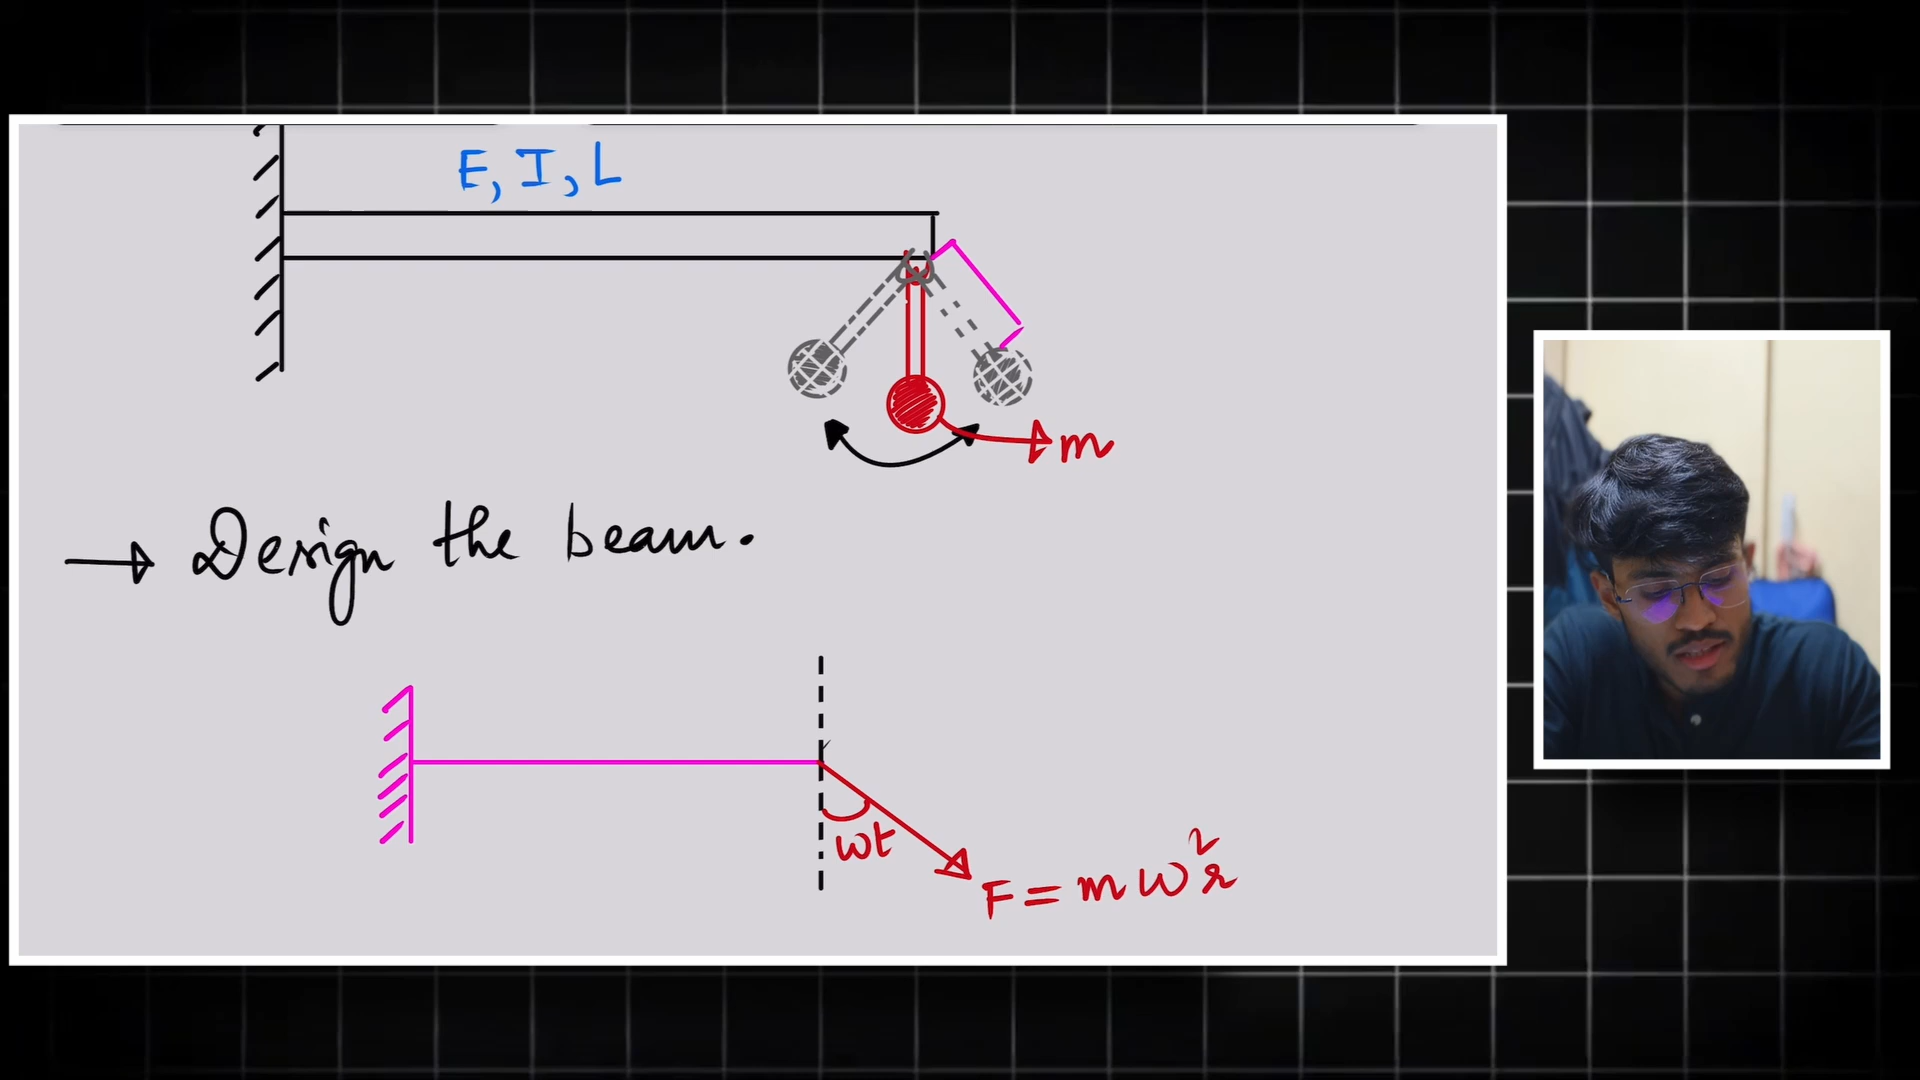 E, I, L
m
Design the beam.
ωt
F = mω²r